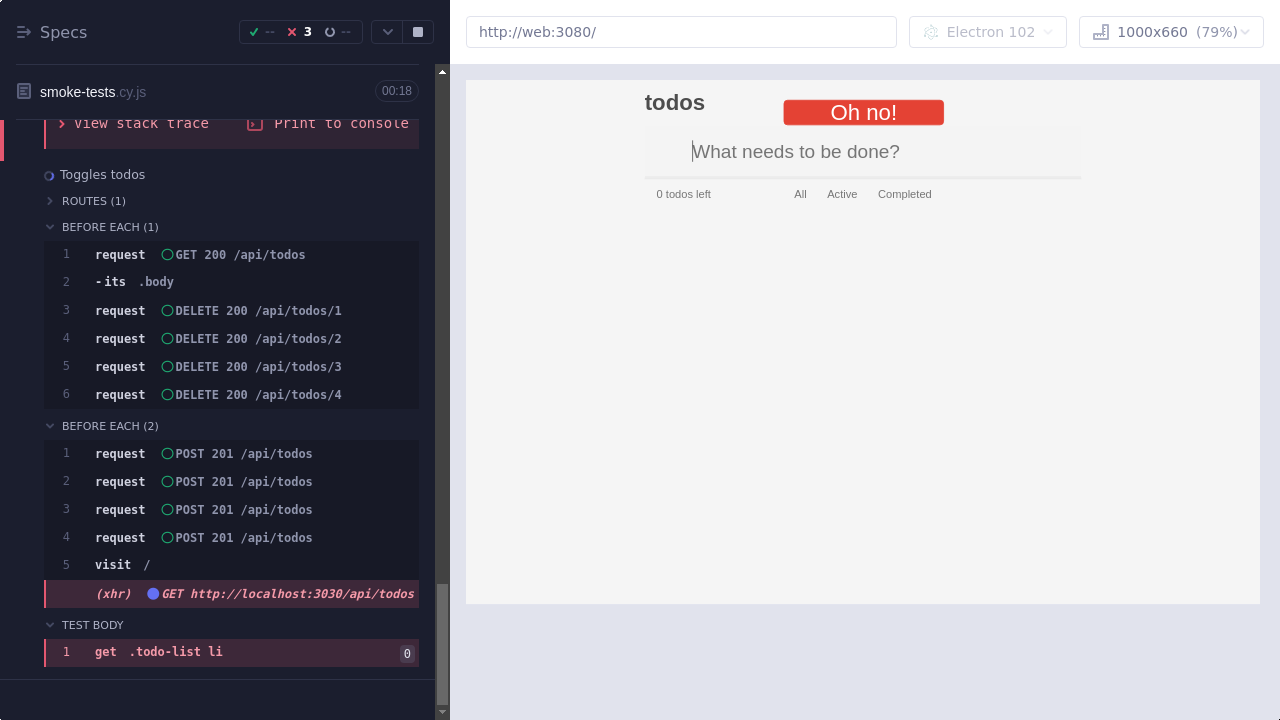 Specs
-- 3 --
smoke-tests.cy.js 00:18
View stack trace Print to console
Toggles todos
ROUTES (1)
BEFORE EACH (1)
1 request GET 200 /api/todos
2 -its .body
3 request DELETE 200 /api/todos/1
4 request DELETE 200 /api/todos/2
5 request DELETE 200 /api/todos/3
6 request DELETE 200 /api/todos/4
BEFORE EACH (2)
1 request POST 201 /api/todos
2 request POST 201 /api/todos
3 request POST 201 /api/todos
4 request POST 201 /api/todos
5 visit /
(xhr) GET http://localhost:3030/api/todos
TEST BODY
1 get .todo-list li 0
http://web:3080/
Electron 102
1000x660 (79%)
todos
Oh no!
What needs to be done?
0 todos left All Active Completed